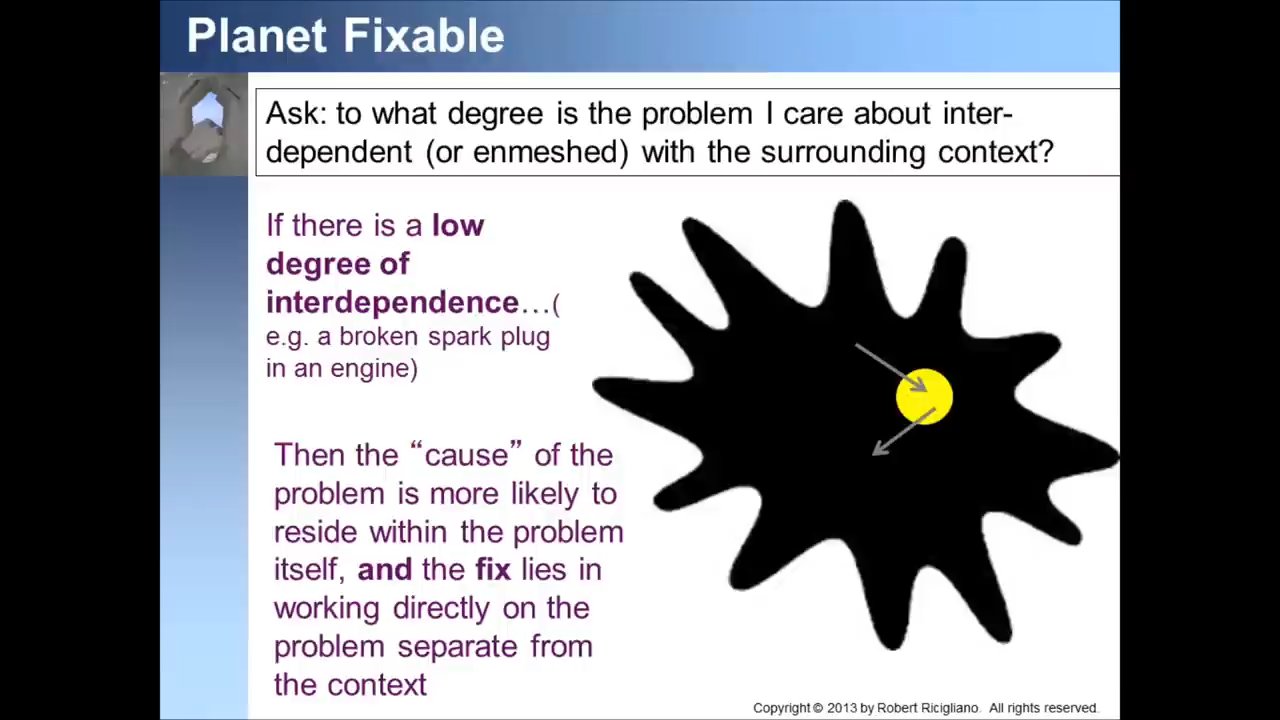 Planet Fixable
Ask: to what degree is the problem I care about inter-
dependent (or enmeshed) with the surrounding context?
If there is a low
degree of
interdependence…(
e.g. a broken spark plug
in an engine)
Then the “cause” of the
problem is more likely to
reside within the problem
itself, and the fix lies in
working directly on the
problem separate from
the context
Copyright © 2013 by Robert Ricigliano. All rights reserved.